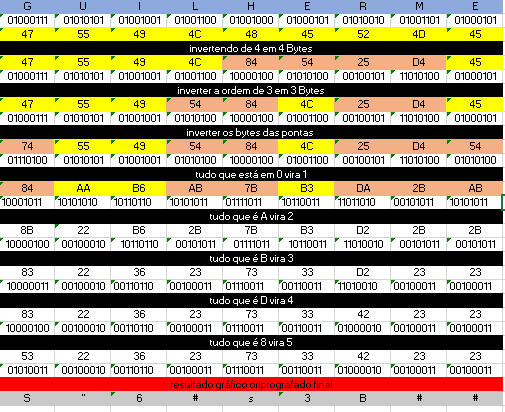 G U I L H E R M E
01000111 01010101 01001001 01001100 01001000 01000101 01010010 01001101 01000101
47 55 49 4C 48 45 52 4D 45
invertendo de 4 em 4 Bytes
47 55 49 4C 84 54 25 D4 45
01000111 01010101 01001001 01001100 10000100 01010100 00100101 11010100 01000101
inverter a ordem de 3 em 3 Bytes
47 55 49 54 84 4C 25 D4 45
01000111 01010101 01001001 01010100 10000100 01001100 00100101 11010100 01000101
inverter os bytes das pontas
74 55 49 54 84 4C 25 D4 54
01110100 01010101 01001001 01010100 10000100 01001100 00100101 11010100 01010100
tudo que está em 0 vira 1
84 AA B6 AB 7B B3 DA 2B AB
10001011 10101010 10110110 10101011 01111011 10110011 11011010 00101011 10101011
tudo que é A vira 2
8B 22 B6 2B 7B B3 D2 2B 2B
10000100 00100010 10110110 00101011 01111011 10110011 11010010 00101011 00101011
tudo que é B vira 3
83 22 36 23 73 33 D2 23 23
10000011 00100010 00110110 00100011 01110011 00110011 11010010 00100011 00100011
tudo que é D vira 4
83 22 36 23 73 33 42 23 23
10000100 00100010 00110110 00100011 01110011 00110011 01000010 00100011 00100011
tudo que é 8 vira 5
53 22 36 23 73 33 42 23 23
01010011 00100010 00110110 00100011 01110011 00110011 01000010 00100011 00100011
resultado gráfico criptografado final
S " 6 # s 3 B # #